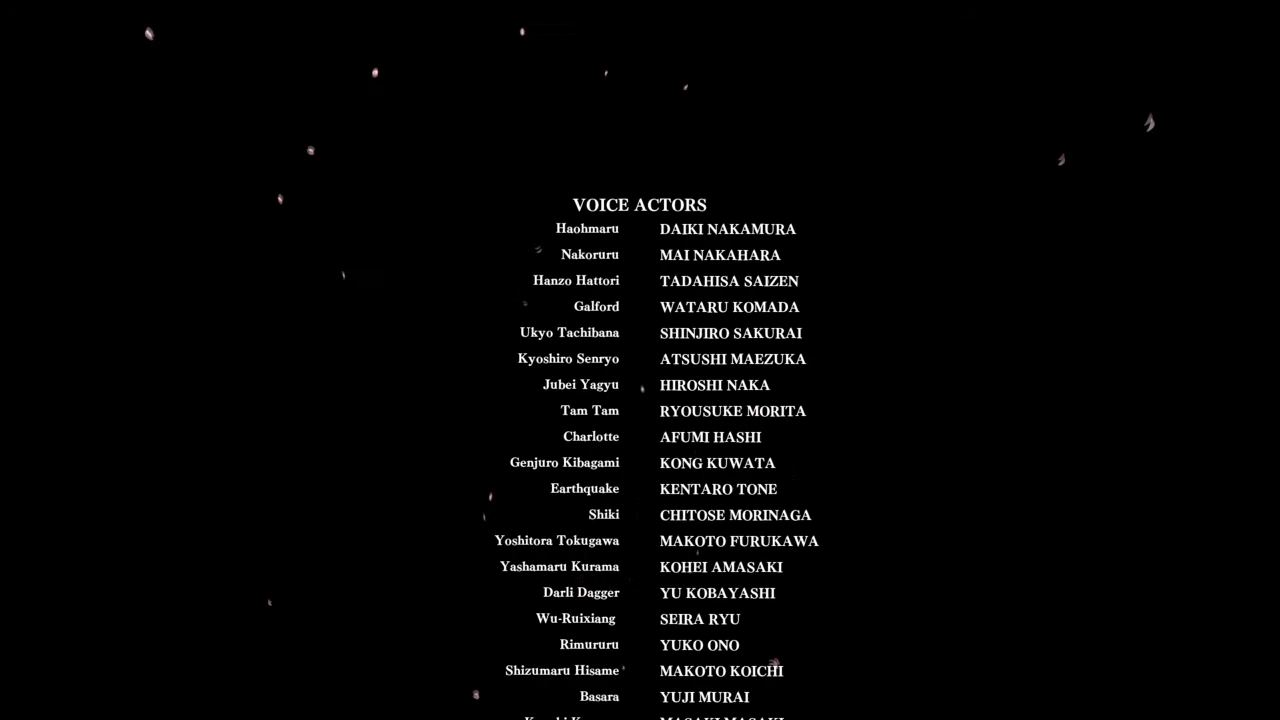 VOICE ACTORS
Haohmaru DAIKI NAKAMURA
Nakoruru MAI NAKAHARA
Hanzo Hattori TADAHISA SAIZEN
Galford WATARU KOMADA
Ukyo Tachibana SHINJIRO SAKURAI
Kyoshiro Senryo ATSUSHI MAEZUKA
Jubei Yagyu HIROSHI NAKA
Tam Tam RYOUSUKE MORITA
Charlotte AFUMI HASHI
Genjuro Kibagami KONG KUWATA
Earthquake KENTARO TONE
Shiki CHITOSE MORINAGA
Yoshitora Tokugawa MAKOTO FURUKAWA
Yashamaru Kurama KOHEI AMASAKI
Darli Dagger YU KOBAYASHI
Wu-Ruixiang SEIRA RYU
Rimururu YUKO ONO
Shizumaru Hisame MAKOTO KOICHI
Basara YUJI MURAI